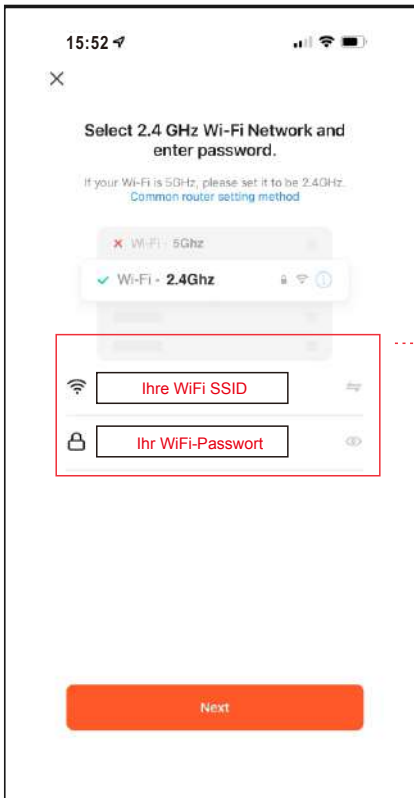 15:52
Select 2.4 GHz Wi-Fi Network and
enter password.
If your Wi-Fi is 5GHz, please set it to be 2.4GHz.
Common router setting method
Wi-Fi - 5Ghz
Wi-Fi - 2.4Ghz
Ihre WiFi SSID
Ihr WiFi-Passwort
Next